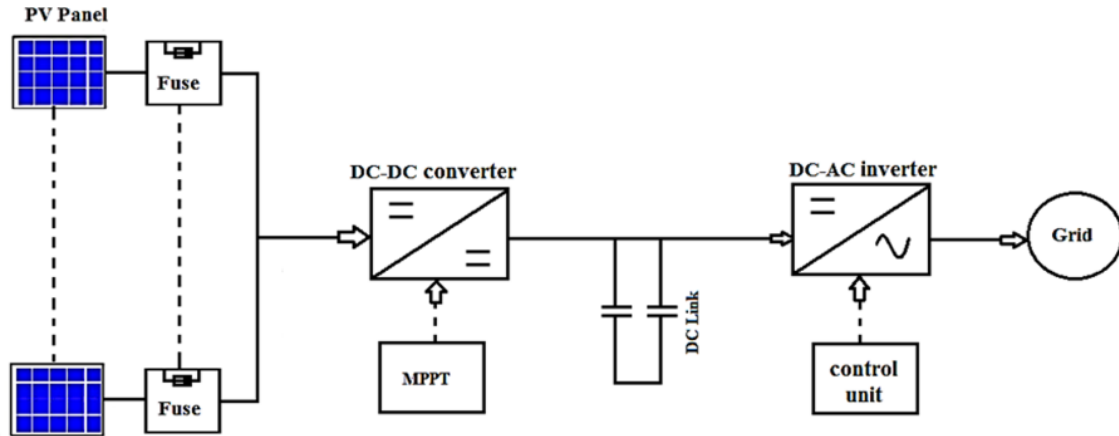 PV Panel
Fuse
DC-DC converter
DC-AC inverter
Grid
DC Link
MPPT
control
unit
Fuse